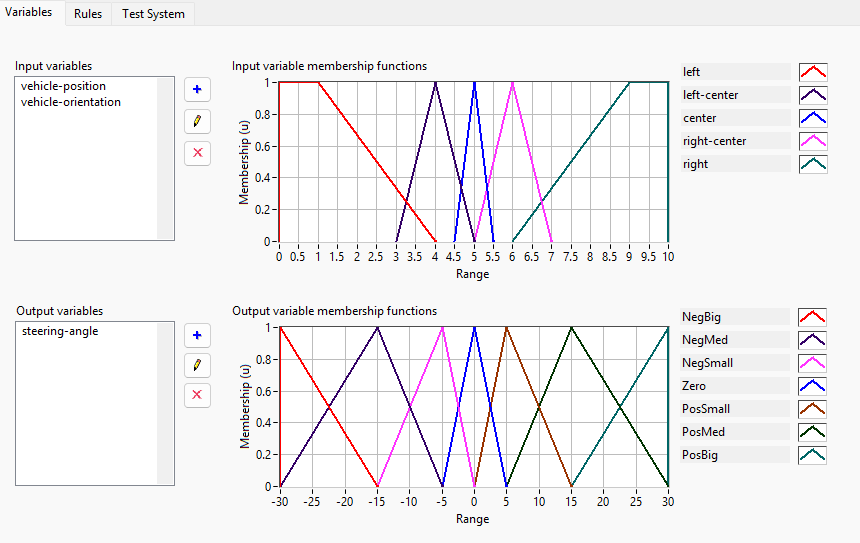 Variables Rules Test System
Input variables
vehicle-position
vehicle-orientation
Input variable membership functions
Membership (u)
1
0.8
0.6
0.4
0.2
0
0 0.5 1 1.5 2 2.5 3 3.5 4 4.5 5 5.5 6 6.5 7 7.5 8 8.5 9 9.5 10
Range
left
left-center
center
right-center
right
Output variables
steering-angle
Output variable membership functions
Membership (u)
1
0.8
0.6
0.4
0.2
0
-30 -25 -20 -15 -10 -5 0 5 10 15 20 25 30
Range
NegBig
NegMed
NegSmall
Zero
PosSmall
PosMed
PosBig